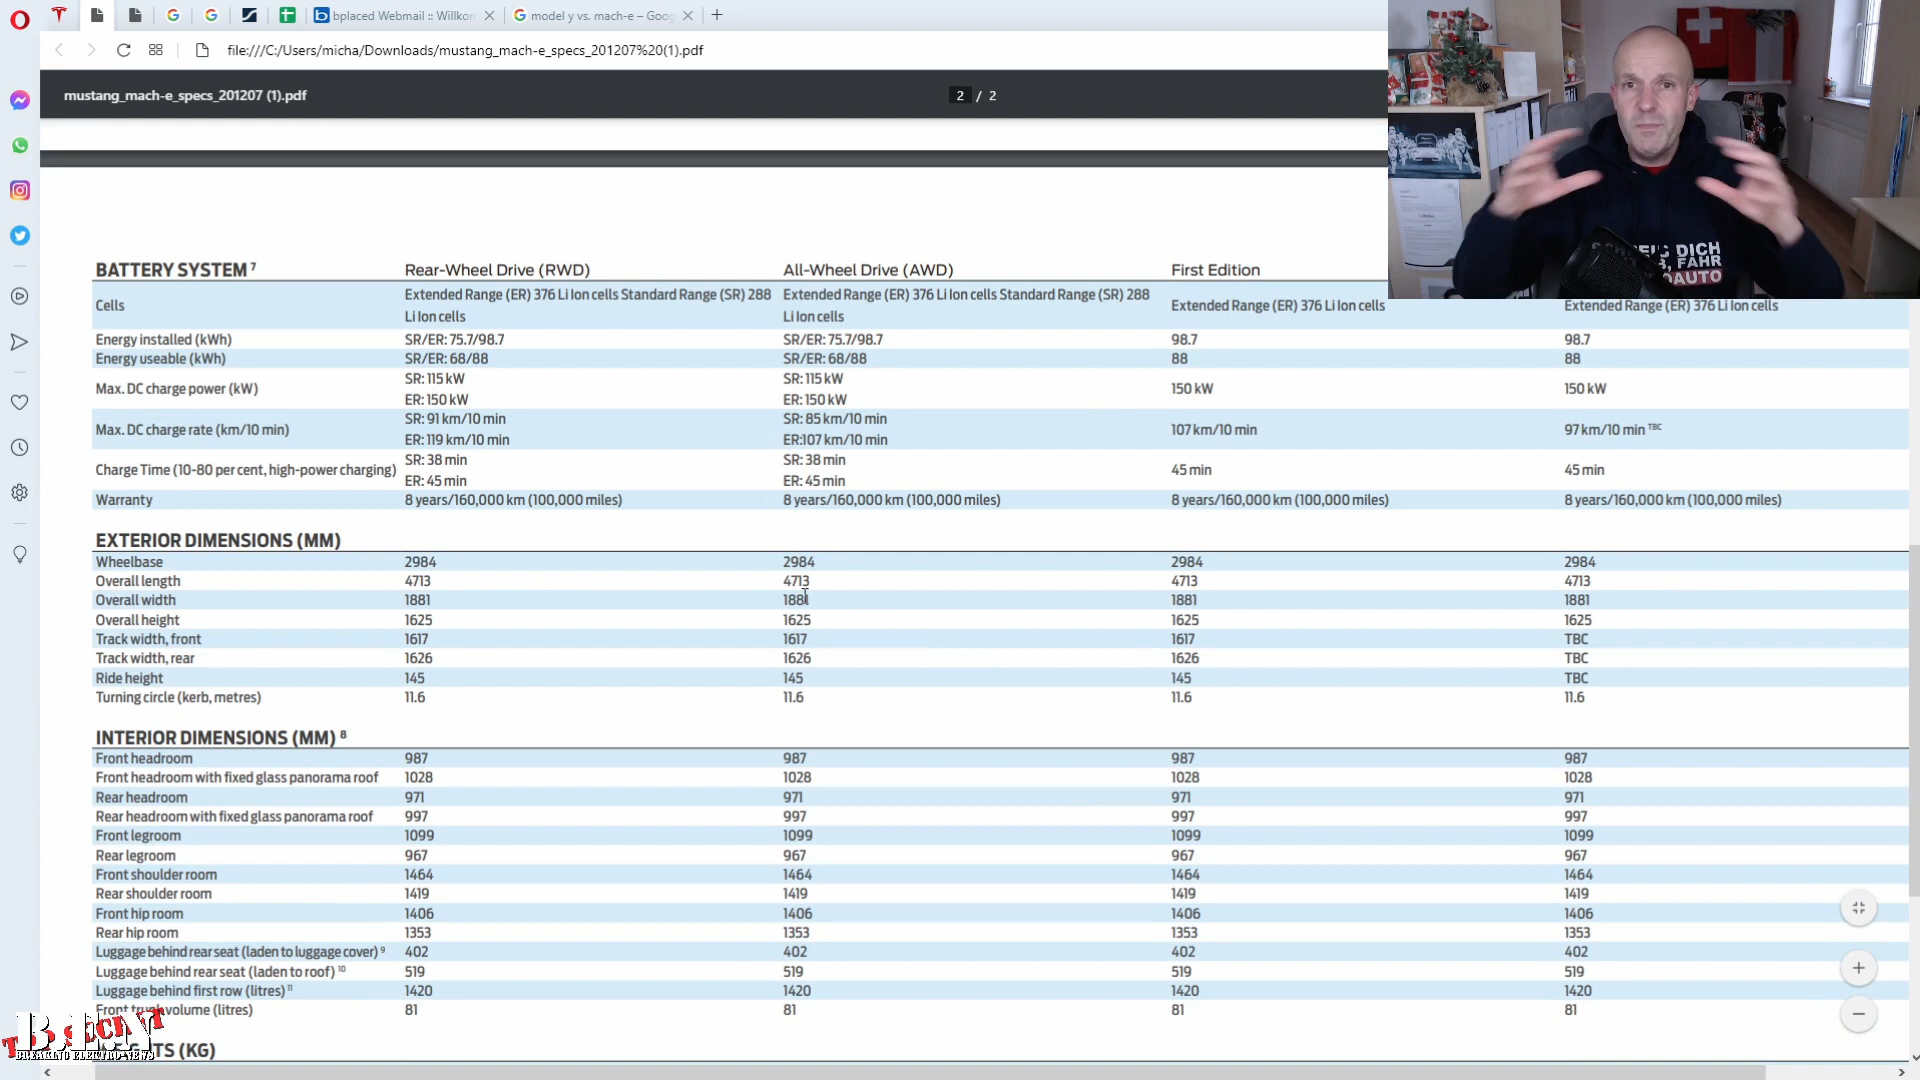 bplaced Webmail :: Willkon
model y vs. mach-e – Goog
file:///C:/Users/micha/Downloads/mustang_mach-e_specs_201207%20(1).pdf
mustang_mach-e_specs_201207 (1).pdf
2 / 2
BATTERY SYSTEM 7 Rear-Wheel Drive (RWD) All-Wheel Drive (AWD) First Edition
Cells Extended Range (ER) 376 Li Ion cells Standard Range (SR) 288 Li Ion cells Extended Range (ER) 376 Li Ion cells Standard Range (SR) 288 Li Ion cells Extended Range (ER) 376 Li Ion cells Extended Range (ER) 376 Li Ion cells
Energy installed (kWh) SR/ER: 75.7/98.7 SR/ER: 75.7/98.7 98.7 98.7
Energy useable (kWh) SR/ER: 68/88 SR/ER: 68/88 88 88
Max. DC charge power (kW) SR: 115 kW ER: 150 kW SR: 115 kW ER: 150 kW 150 kW 150 kW
Max. DC charge rate (km/10 min) SR: 91 km/10 min ER: 119 km/10 min SR: 85 km/10 min ER:107 km/10 min 107 km/10 min 97 km/10 min TBC
Charge Time (10-80 per cent, high-power charging) SR: 38 min ER: 45 min SR: 38 min ER: 45 min 45 min 45 min
Warranty 8 years/160,000 km (100,000 miles) 8 years/160,000 km (100,000 miles) 8 years/160,000 km (100,000 miles) 8 years/160,000 km (100,000 miles)
EXTERIOR DIMENSIONS (MM)
Wheelbase 2984 2984 2984 2984
Overall length 4713 4713 4713 4713
Overall width 1881 1881 1881 1881
Overall height 1625 1625 1625 1625
Track width, front 1617 1617 1617 TBC
Track width, rear 1626 1626 1626 TBC
Ride height 145 145 145 TBC
Turning circle (kerb, metres) 11.6 11.6 11.6 11.6
INTERIOR DIMENSIONS (MM) 8
Front headroom 987 987 987 987
Front headroom with fixed glass panorama roof 1028 1028 1028 1028
Rear headroom 971 971 971 971
Rear headroom with fixed glass panorama roof 997 997 997 997
Front legroom 1099 1099 1099 1099
Rear legroom 967 967 967 967
Front shoulder room 1464 1464 1464 1464
Rear shoulder room 1419 1419 1419 1419
Front hip room 1406 1406 1406 1406
Rear hip room 1353 1353 1353 1353
Luggage behind rear seat (laden to luggage cover) 9 402 402 402 402
Luggage behind rear seat (laden to roof) 10 519 519 519 519
Luggage behind first row (litres) 11 1420 1420 1420 1420
Front trunk volume (litres) 81 81 81 81
TS (KG)
BREAKING ELEKTRO-NEWS
DICH
FAHR